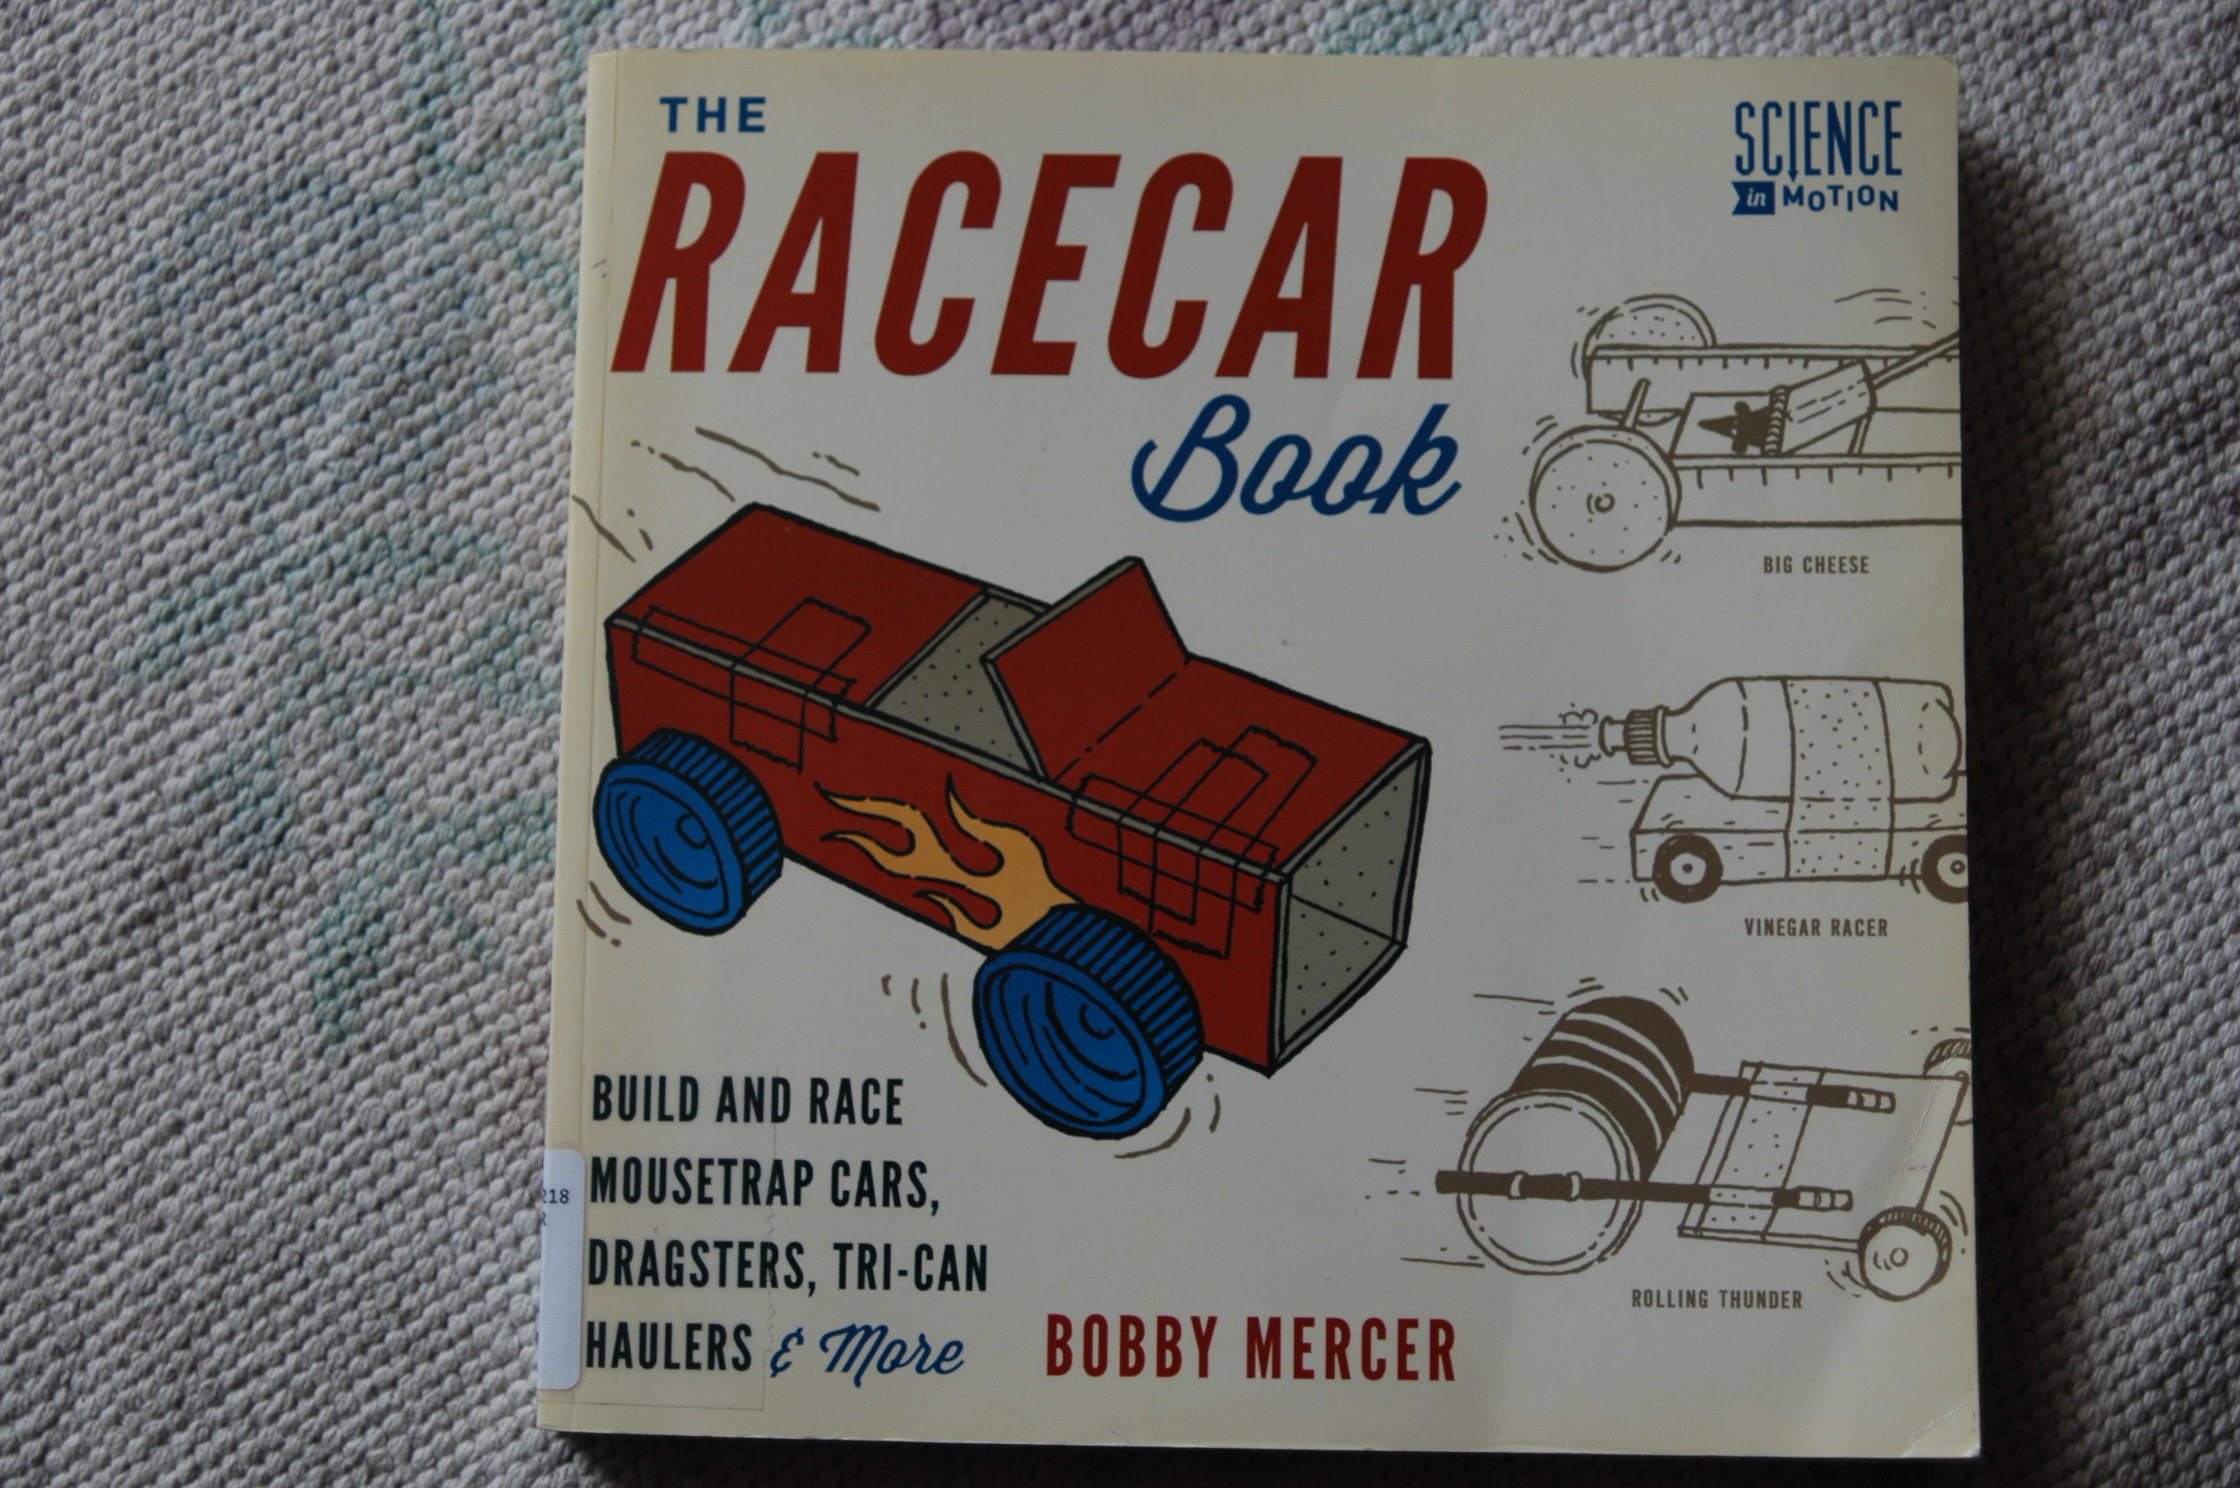 THE
RACECAR
Book
SCIENCE
in MOTION
BIG CHEESE
VINEGAR RACER
ROLLING THUNDER
BUILD AND RACE
MOUSETRAP CARS,
DRAGSTERS, TRI-CAN
HAULERS & More
BOBBY MERCER
218